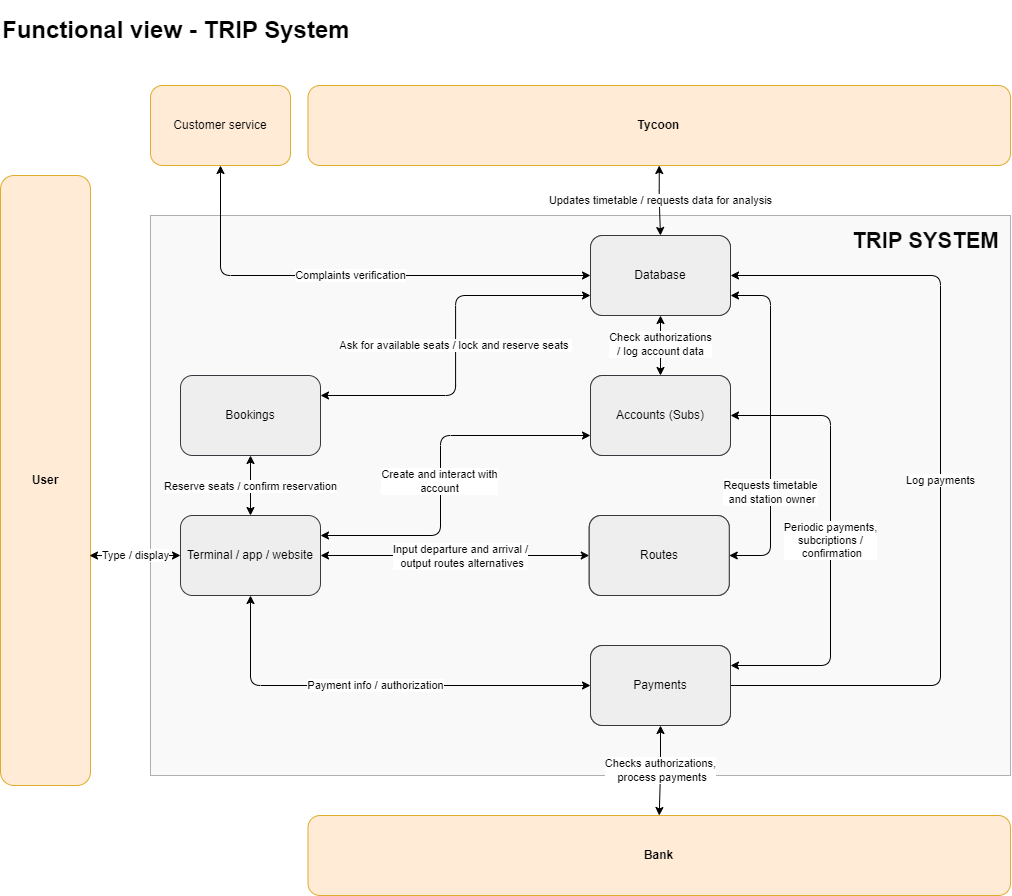 Functional view - TRIP System
Customer service
Tycoon
Updates timetable / requests data for analysis
TRIP SYSTEM
Database
Complaints verification
Check authorizations
/ log account data
Ask for available seats / lock and reserve seats
Bookings
Accounts (Subs)
User
Create and interact with
account
Reserve seats / confirm reservation
Requests timetable
and station owner
Log payments
Periodic payments,
subcriptions /
confirmation
Type / display
Terminal / app / website
Input departure and arrival /
output routes alternatives
Routes
Payment info / authorization
Payments
Checks authorizations,
process payments
Bank